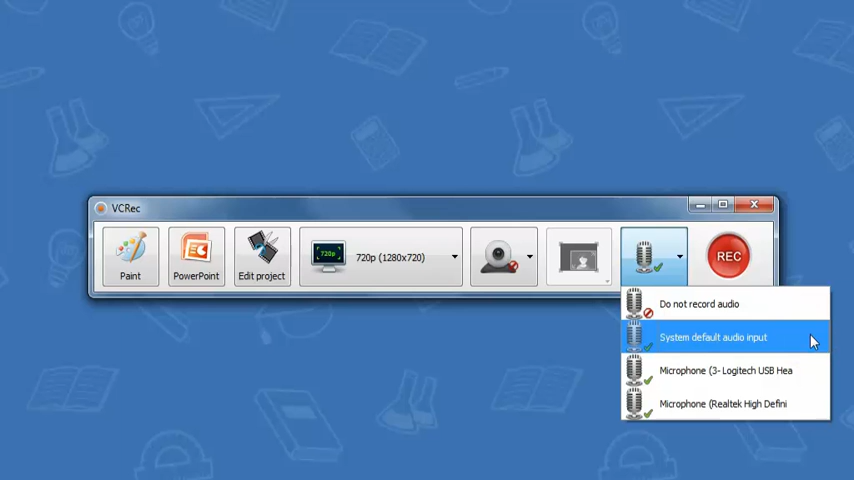 VCRec
Paint
PowerPoint
Edit project
720p
720p (1280x720)
REC
Do not record audio
System default audio input
Microphone (3- Logitech USB Hea
Microphone (Realtek High Defini